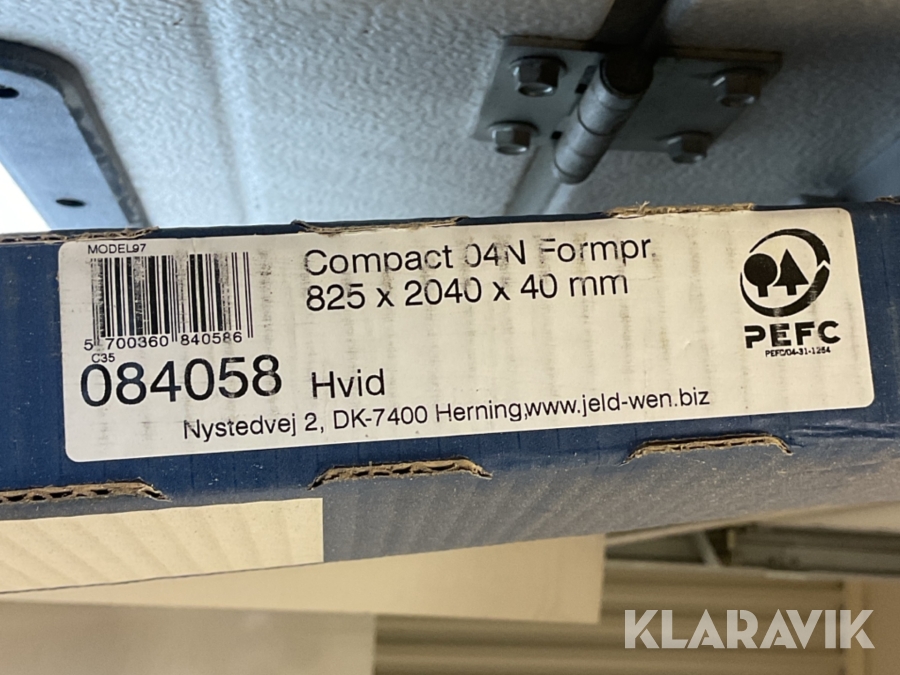 MODEL97
Compact 04N Formpr.
825 x 2040 x 40 mm
5 700360 840586
C35
084058 Hvid
Nystedvej 2, DK-7400 Herning,www.jeld-wen.biz
PEFC
PEFC/04-31-1264
KLARAVIK